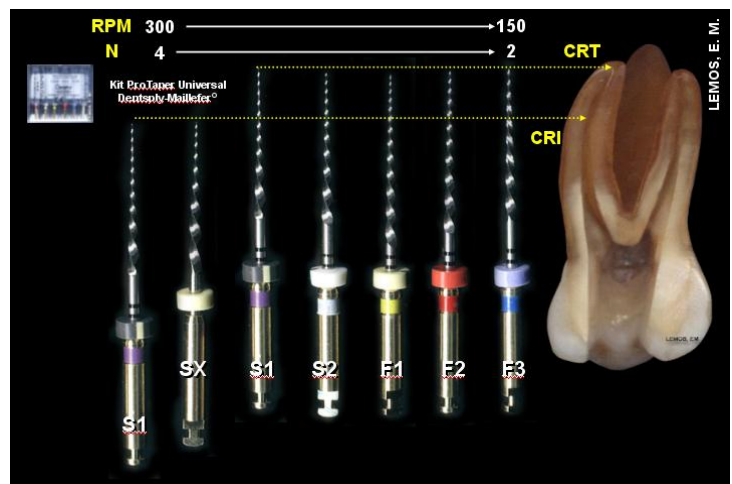 RPM 300 150
N 4 2
CRT
Kit ProTaper Universal
Dentsply-Maillefer®
CRI
LEMOS, E. M.
LEMOS, E.M
SX S1 S2 F1 F2 F3
S1